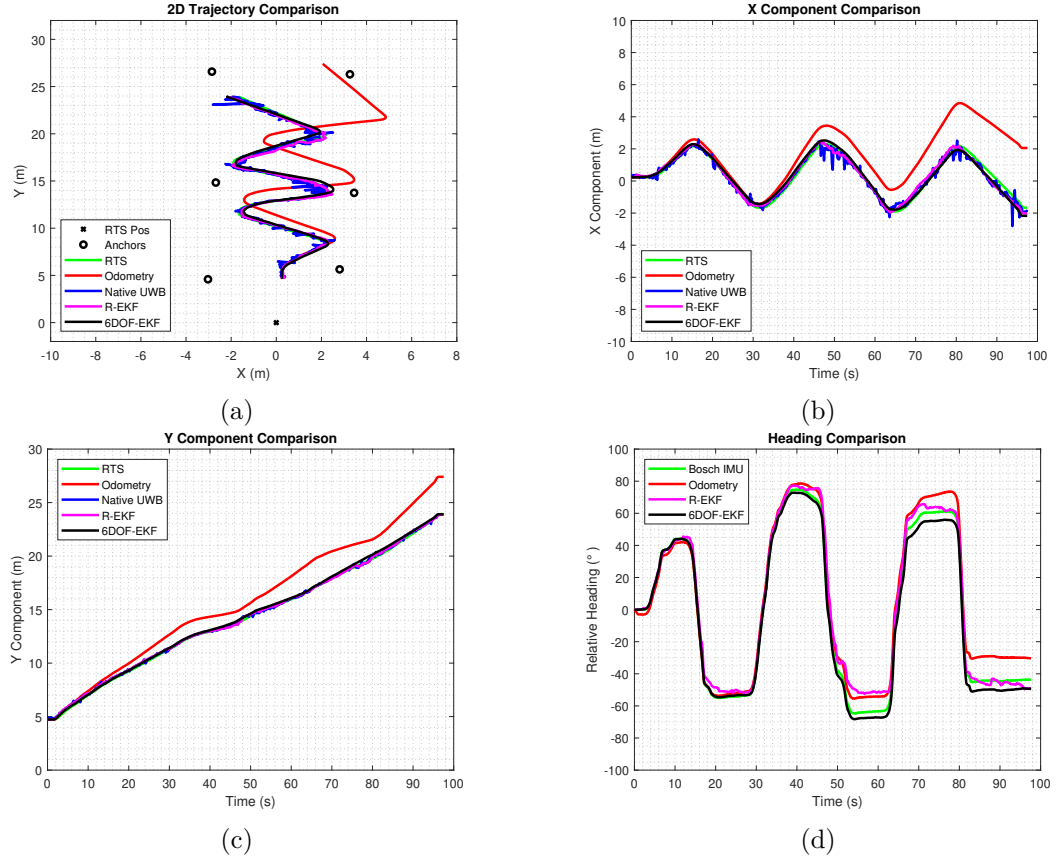 2D Trajectory Comparison
30
25
20
15
10
5
0
Y (m)
RTS Pos
Anchors
RTS
Odometry
Native UWB
R-EKF
6DOF-EKF
-10 -8 -6 -4 -2 0 2 4 6 8
X (m)
(a)
X Component Comparison
10
8
6
4
2
0
-2
-4
-6
-8
-10
X Component (m)
RTS
Odometry
Native UWB
R-EKF
6DOF-EKF
0 10 20 30 40 50 60 70 80 90 100
Time (s)
(b)
Y Component Comparison
30
25
20
15
10
5
0
Y Component (m)
RTS
Odometry
Native UWB
R-EKF
6DOF-EKF
0 10 20 30 40 50 60 70 80 90 100
Time (s)
(c)
Heading Comparison
100
80
60
40
20
0
-20
-40
-60
-80
-100
Relative Heading (°)
Bosch IMU
Odometry
R-EKF
6DOF-EKF
0 10 20 30 40 50 60 70 80 90 100
Time (s)
(d)